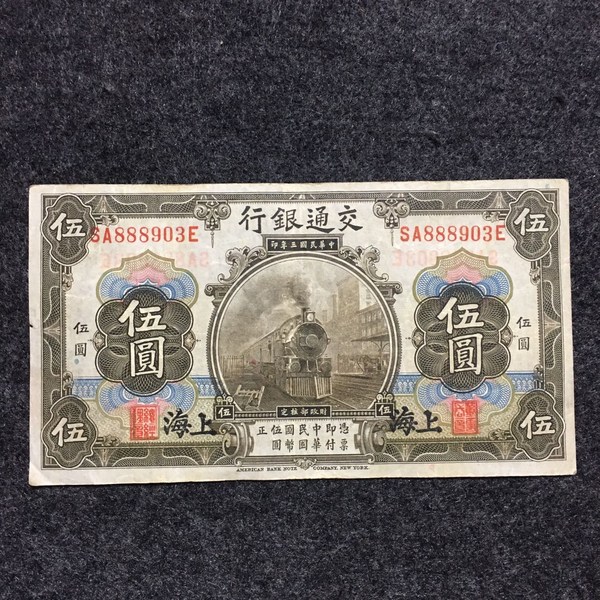 交通銀行
中華民國三年印
SA888903E
SA888903E
伍
伍
伍圓
伍圓
伍圓
伍圓
財政部核定
伍
伍
上海
上海
憑票即付中華民國國幣伍圓正
伍
伍
AMERICAN BANK NOTE COMPANY, NEW YORK.